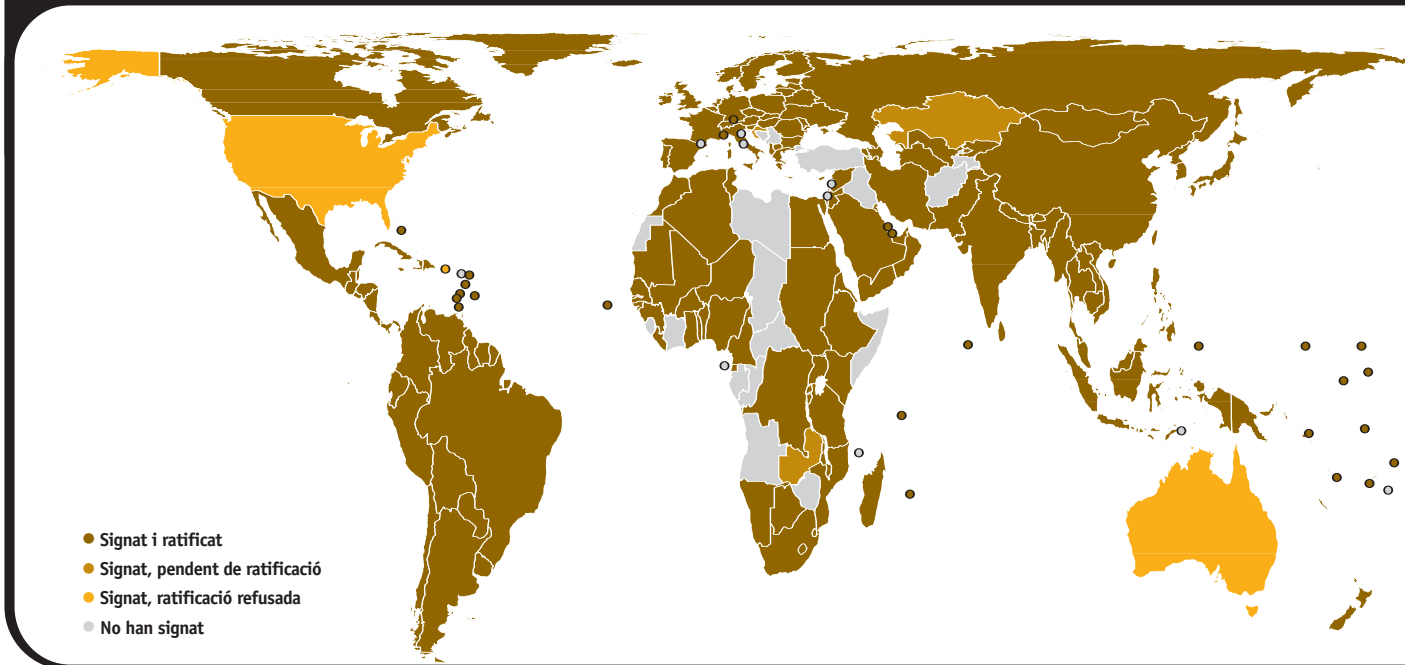 Signat i ratificat
Signat, pendent de ratificació
Signat, ratificació refusada
No han signat